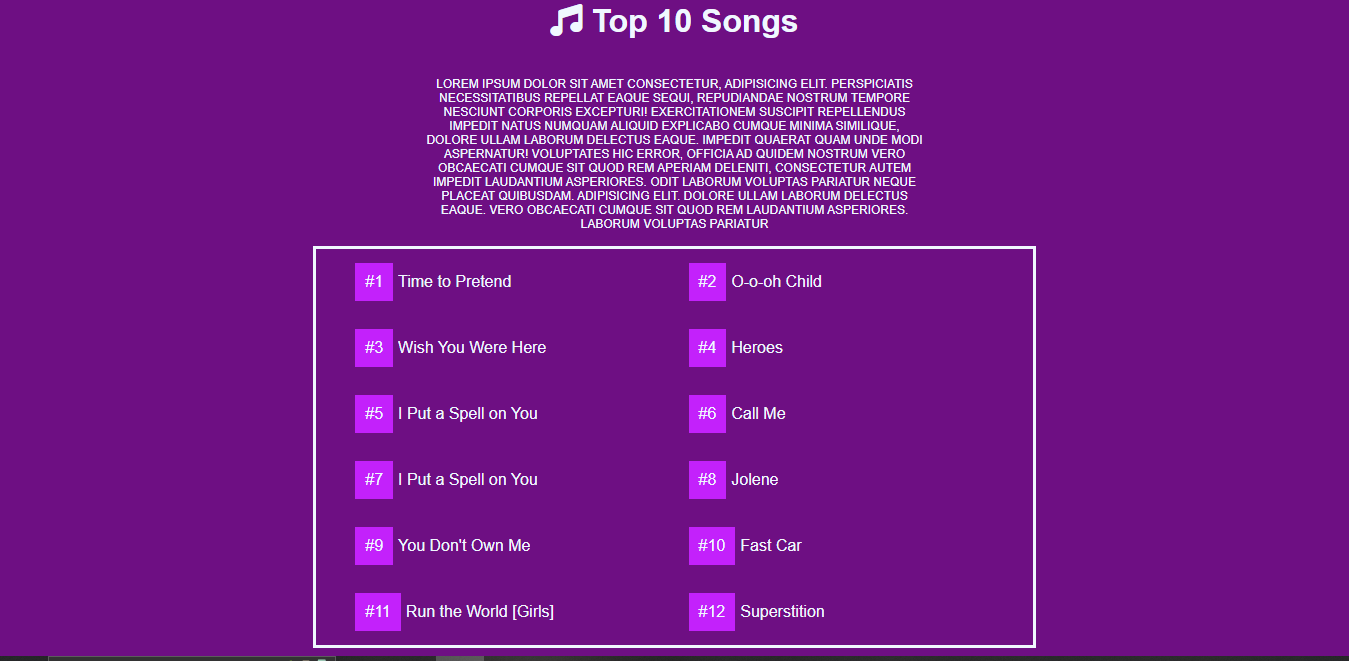 Top 10 Songs
LOREM IPSUM DOLOR SIT AMET CONSECTETUR, ADIPISICING ELIT. PERSPICIATIS
NECESSITATIBUS REPELLAT EAQUE SEQUI, REPUDIANDAE NOSTRUM TEMPORE
NESCIUNT CORPORIS EXCEPTURI! EXERCITATIONEM SUSCIPIT REPELLENDUS
IMPEDIT NATUS NUMQUAM ALIQUID EXPLICABO CUMQUE MINIMA SIMILIQUE,
DOLORE ULLAM LABORUM DELECTUS EAQUE. IMPEDIT QUAERAT QUAM UNDE MODI
ASPERNATUR! VOLUPTATES HIC ERROR, OFFICIA AD QUIDEM NOSTRUM VERO
OBCAECATI CUMQUE SIT QUOD REM APERIAM DELENITI, CONSECTETUR AUTEM
IMPEDIT LAUDANTIUM ASPERIORES. ODIT LABORUM VOLUPTAS PARIATUR NEQUE
PLACEAT QUIBUSDAM. ADIPISICING ELIT. DOLORE ULLAM LABORUM DELECTUS
EAQUE. VERO OBCAECATI CUMQUE SIT QUOD REM LAUDANTIUM ASPERIORES.
LABORUM VOLUPTAS PARIATUR
#1 Time to Pretend
#2 O-o-oh Child
#3 Wish You Were Here
#4 Heroes
#5 I Put a Spell on You
#6 Call Me
#7 I Put a Spell on You
#8 Jolene
#9 You Don't Own Me
#10 Fast Car
#11 Run the World [Girls]
#12 Superstition